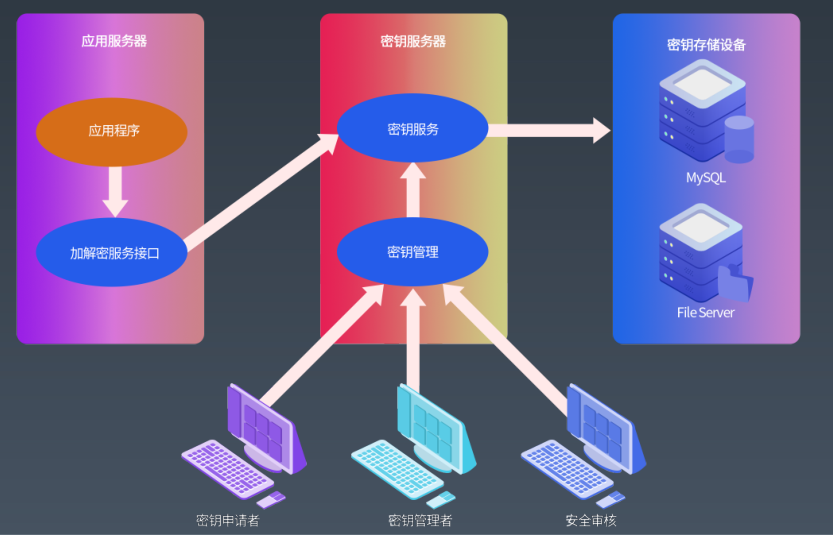 应用服务器
密钥服务器
密钥存储设备
应用程序
密钥服务
加解密服务接口
密钥管理
MySQL
File Server
密钥申请者
密钥管理者
安全审核